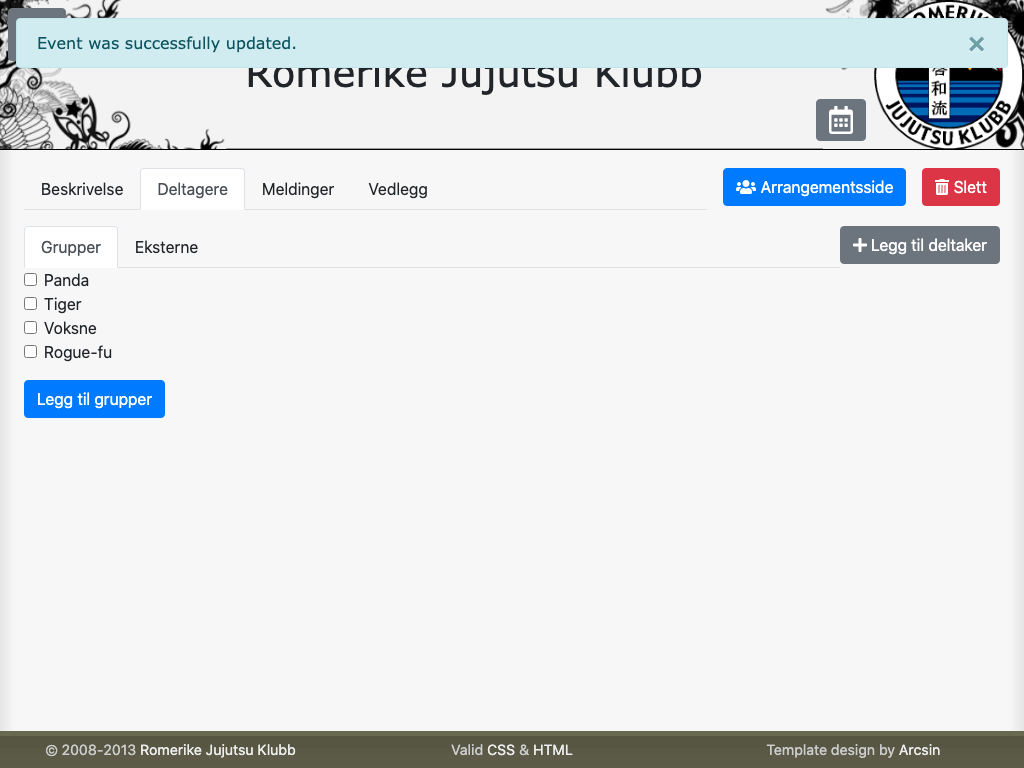 Event was successfully updated.
×
Romerike Jujutsu Klubb
ROMERIK
和
流
JUJUTSU KLUBB
Beskrivelse
Deltagere
Meldinger
Vedlegg
Arrangementsside
Slett
Grupper
Eksterne
Legg til deltaker
Panda
Tiger
Voksne
Rogue-fu
Legg til grupper
© 2008-2013 Romerike Jujutsu Klubb
Valid CSS & HTML
Template design by Arcsin